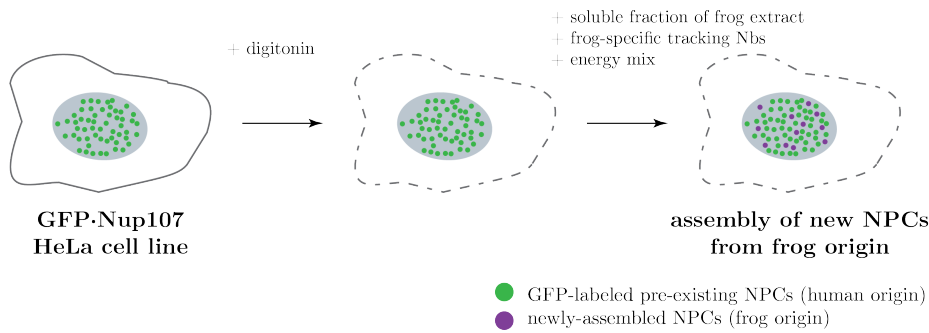 + digitonin
+ soluble fraction of frog extract
+ frog-specific tracking Nbs
+ energy mix
GFP·Nup107
HeLa cell line
assembly of new NPCs
from frog origin
GFP-labeled pre-existing NPCs (human origin)
newly-assembled NPCs (frog origin)